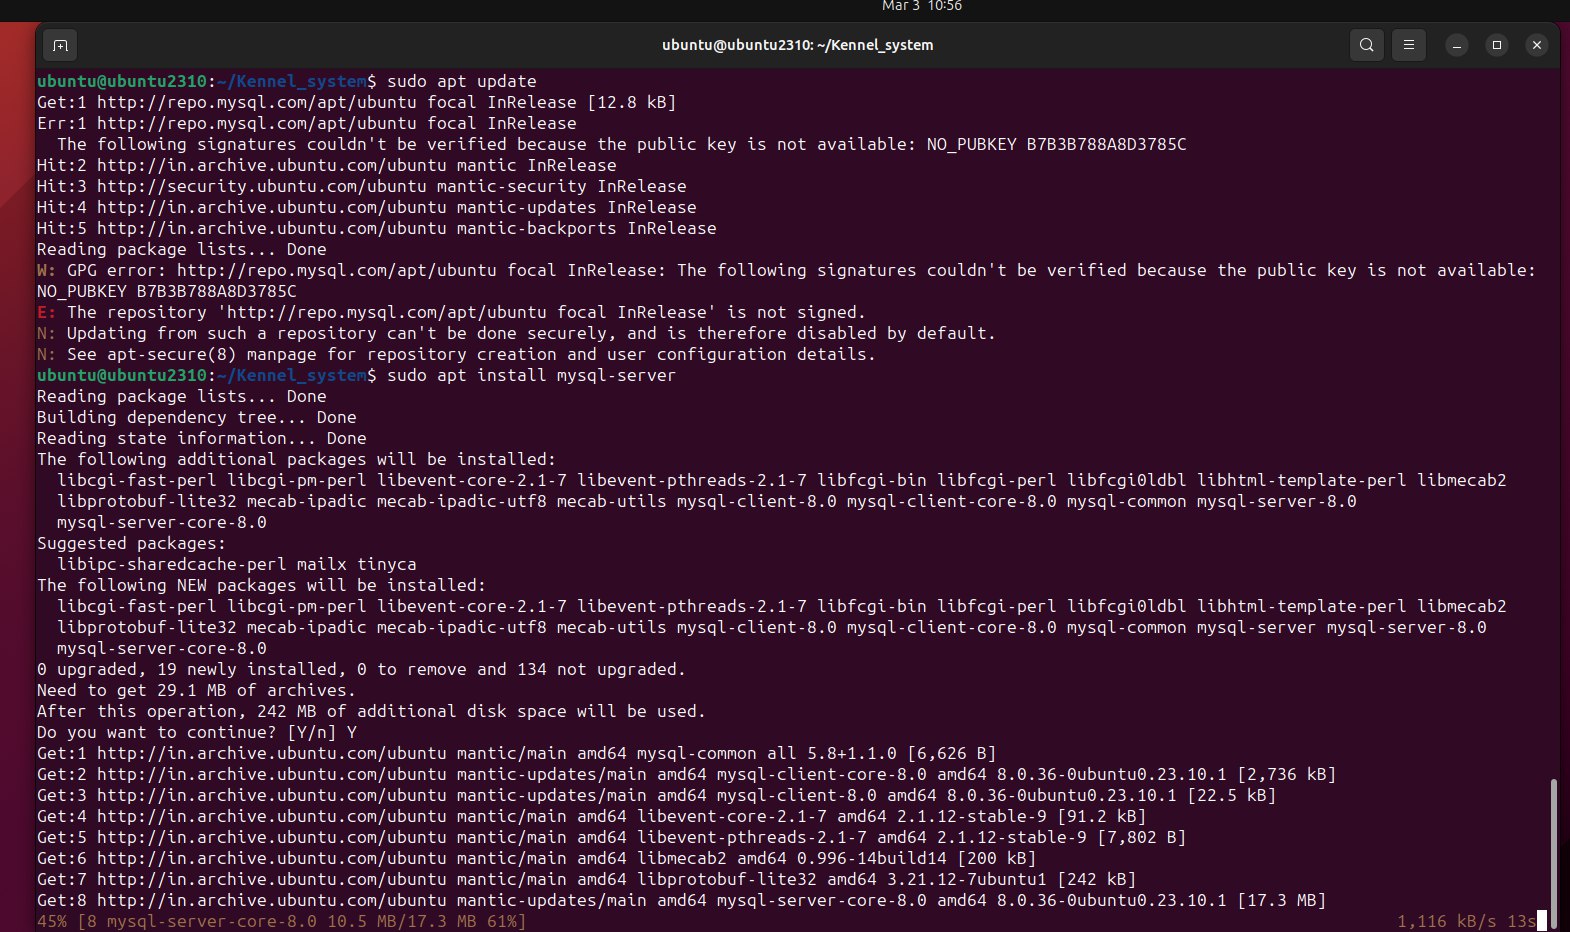 Mar 3 10:56
ubuntu@ubuntu2310: ~/Kennel_system
ubuntu@ubuntu2310:~/Kennel_system$ sudo apt update
Get:1 http://repo.mysql.com/apt/ubuntu focal InRelease [12.8 kB]
Err:1 http://repo.mysql.com/apt/ubuntu focal InRelease
  The following signatures couldn't be verified because the public key is not available: NO_PUBKEY B7B3B788A8D3785C
Hit:2 http://in.archive.ubuntu.com/ubuntu mantic InRelease
Hit:3 http://security.ubuntu.com/ubuntu mantic-security InRelease
Hit:4 http://in.archive.ubuntu.com/ubuntu mantic-updates InRelease
Hit:5 http://in.archive.ubuntu.com/ubuntu mantic-backports InRelease
Reading package lists... Done
W: GPG error: http://repo.mysql.com/apt/ubuntu focal InRelease: The following signatures couldn't be verified because the public key is not available:
NO_PUBKEY B7B3B788A8D3785C
E: The repository 'http://repo.mysql.com/apt/ubuntu focal InRelease' is not signed.
N: Updating from such a repository can't be done securely, and is therefore disabled by default.
N: See apt-secure(8) manpage for repository creation and user configuration details.
ubuntu@ubuntu2310:~/Kennel_system$ sudo apt install mysql-server
Reading package lists... Done
Building dependency tree... Done
Reading state information... Done
The following additional packages will be installed:
  libcgi-fast-perl libcgi-pm-perl libevent-core-2.1-7 libevent-pthreads-2.1-7 libfcgi-bin libfcgi-perl libfcgi0ldbl libhtml-template-perl libmecab2
  libprotobuf-lite32 mecab-ipadic mecab-ipadic-utf8 mecab-utils mysql-client-8.0 mysql-client-core-8.0 mysql-common mysql-server-8.0
  mysql-server-core-8.0
Suggested packages:
  libipc-sharedcache-perl mailx tinyca
The following NEW packages will be installed:
  libcgi-fast-perl libcgi-pm-perl libevent-core-2.1-7 libevent-pthreads-2.1-7 libfcgi-bin libfcgi-perl libfcgi0ldbl libhtml-template-perl libmecab2
  libprotobuf-lite32 mecab-ipadic mecab-ipadic-utf8 mecab-utils mysql-client-8.0 mysql-client-core-8.0 mysql-common mysql-server mysql-server-8.0
  mysql-server-core-8.0
0 upgraded, 19 newly installed, 0 to remove and 134 not upgraded.
Need to get 29.1 MB of archives.
After this operation, 242 MB of additional disk space will be used.
Do you want to continue? [Y/n] Y
Get:1 http://in.archive.ubuntu.com/ubuntu mantic/main amd64 mysql-common all 5.8+1.1.0 [6,626 B]
Get:2 http://in.archive.ubuntu.com/ubuntu mantic-updates/main amd64 mysql-client-core-8.0 amd64 8.0.36-0ubuntu0.23.10.1 [2,736 kB]
Get:3 http://in.archive.ubuntu.com/ubuntu mantic-updates/main amd64 mysql-client-8.0 amd64 8.0.36-0ubuntu0.23.10.1 [22.5 kB]
Get:4 http://in.archive.ubuntu.com/ubuntu mantic/main amd64 libevent-core-2.1-7 amd64 2.1.12-stable-9 [91.2 kB]
Get:5 http://in.archive.ubuntu.com/ubuntu mantic/main amd64 libevent-pthreads-2.1-7 amd64 2.1.12-stable-9 [7,802 B]
Get:6 http://in.archive.ubuntu.com/ubuntu mantic/main amd64 libmecab2 amd64 0.996-14build14 [200 kB]
Get:7 http://in.archive.ubuntu.com/ubuntu mantic/main amd64 libprotobuf-lite32 amd64 3.21.12-7ubuntu1 [242 kB]
Get:8 http://in.archive.ubuntu.com/ubuntu mantic-updates/main amd64 mysql-server-core-8.0 amd64 8.0.36-0ubuntu0.23.10.1 [17.3 MB]
45% [8 mysql-server-core-8.0 10.5 MB/17.3 MB 61%] 1,116 kB/s 13s